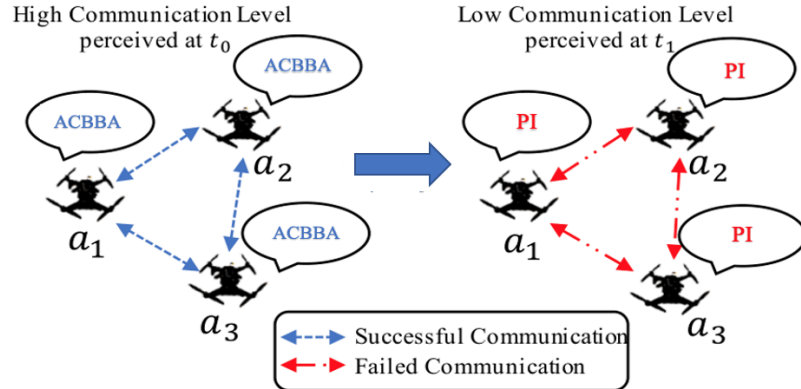 High Communication Level
perceived at t₀
ACBBA
ACBBA
a₂
a₁
ACBBA
a₃
Low Communication Level
perceived at t₁
PI
PI
a₂
a₁
PI
a₃
Successful Communication
Failed Communication